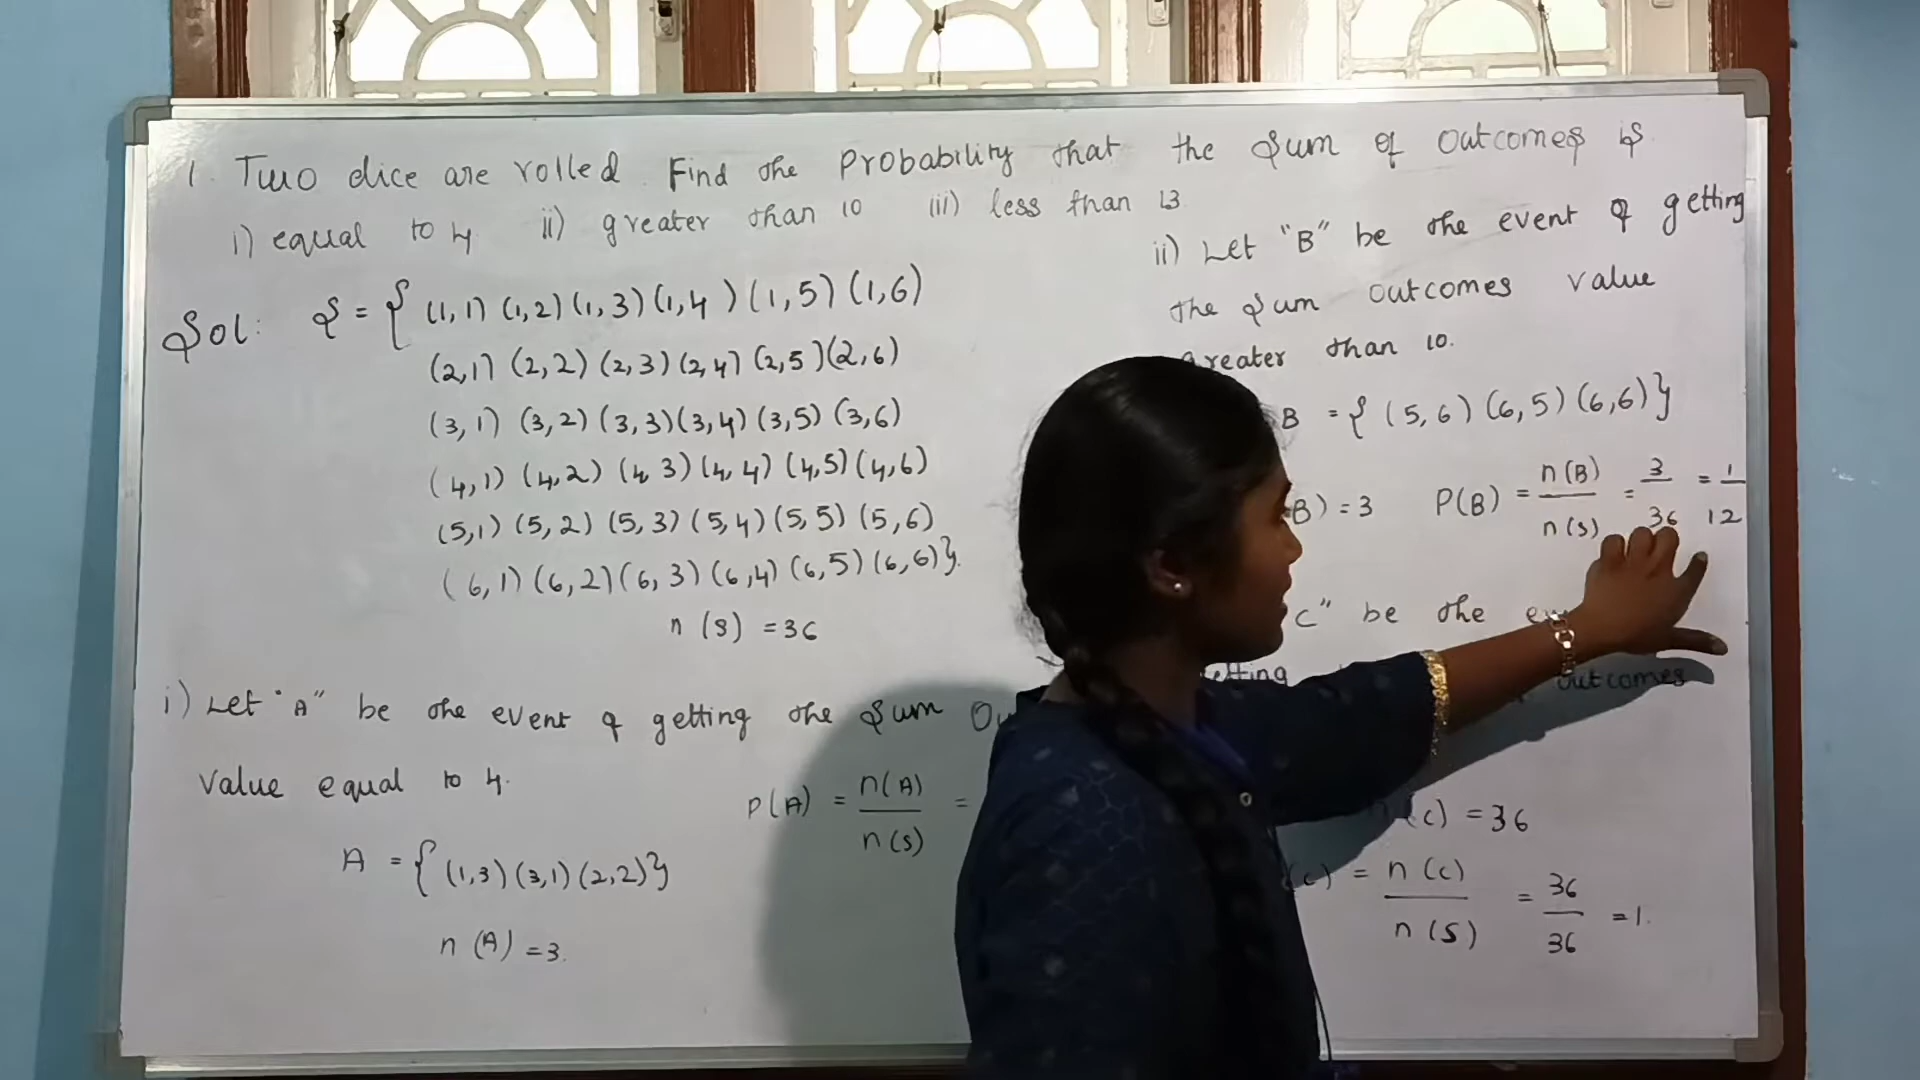 1. Two dice are rolled. Find the Probability that the Sum of Outcomes is
i) equal to 4 ii) greater than 10 iii) less than 13
Sol: S = { (1,1) (1,2) (1,3) (1,4) (1,5) (1,6)
(2,1) (2,2) (2,3) (2,4) (2,5) (2,6)
(3,1) (3,2) (3,3) (3,4) (3,5) (3,6)
(4,1) (4,2) (4,3) (4,4) (4,5) (4,6)
(5,1) (5,2) (5,3) (5,4) (5,5) (5,6)
(6,1) (6,2) (6,3) (6,4) (6,5) (6,6)}.
n (S) = 36
i) Let "A" be the event of getting the Sum
Value equal to 4.
P(A) = n(A) / n(S) =
A = { (1,3) (3,1) (2,2)}
n (A) = 3.
ii) Let "B" be the event of getting
the Sum outcomes value
greater than 10.
B = { (5,6) (6,5) (6,6)}
B) = 3 P(B) = n(B) / n(S) = 3 / 36 = 1 / 12
C" be the
getting outcomes
n (C) = 36
(C) = n (C) / n (S) = 36 / 36 = 1.